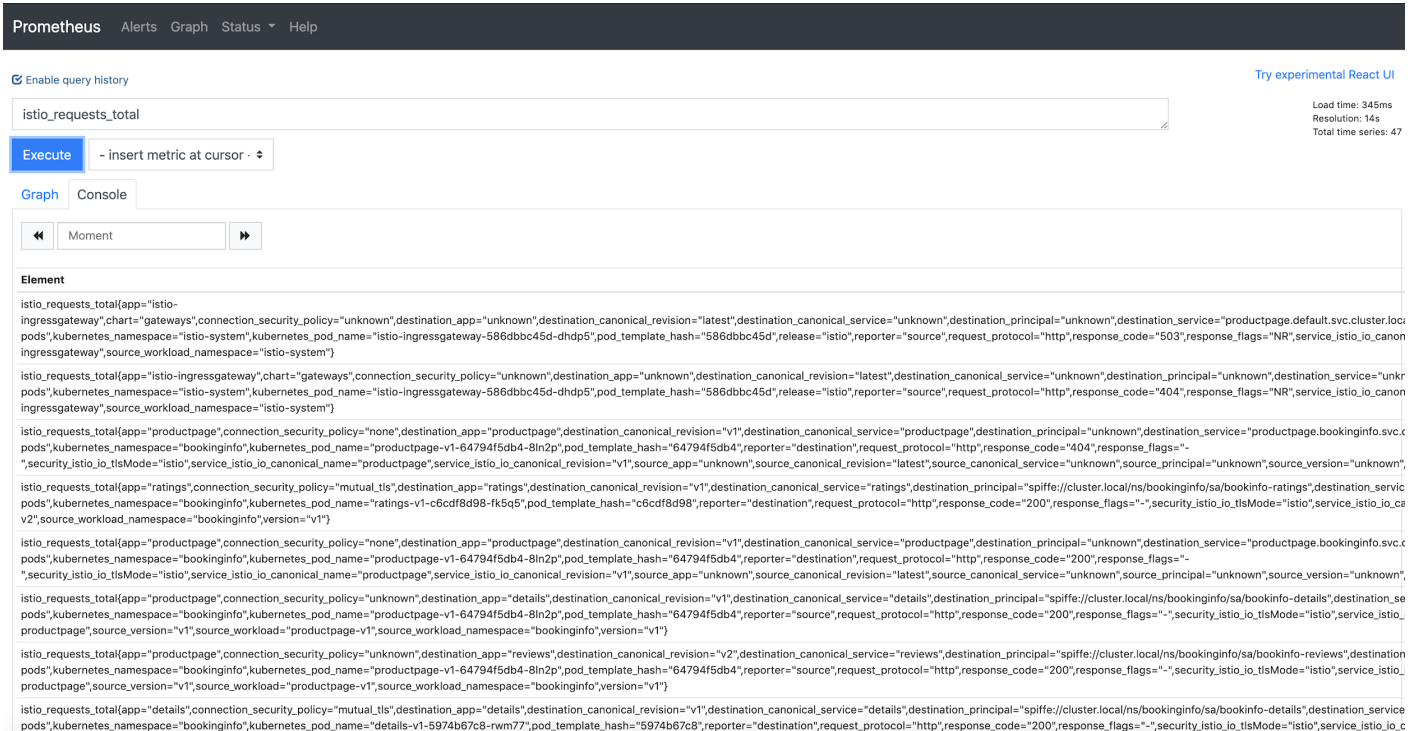 Prometheus Alerts Graph Status Help
Enable query history
Try experimental React UI
istio_requests_total
Load time: 345ms
Resolution: 14s
Total time series: 47
Execute - insert metric at cursor -
Graph Console
Moment
Element
istio_requests_total{app="istio-
ingressgateway",chart="gateways",connection_security_policy="unknown",destination_app="unknown",destination_canonical_revision="latest",destination_canonical_service="unknown",destination_principal="unknown",destination_service="productpage.default.svc.cluster.loca
pods",kubernetes_namespace="istio-system",kubernetes_pod_name="istio-ingressgateway-586dbbc45d-dhdp5",pod_template_hash="586dbbc45d",release="istio",reporter="source",request_protocol="http",response_code="503",response_flags="NR",service_istio_io_canon
ingressgateway",source_workload_namespace="istio-system"}
istio_requests_total{app="istio-ingressgateway",chart="gateways",connection_security_policy="unknown",destination_app="unknown",destination_canonical_revision="latest",destination_canonical_service="unknown",destination_principal="unknown",destination_service="unkn
pods",kubernetes_namespace="istio-system",kubernetes_pod_name="istio-ingressgateway-586dbbc45d-dhdp5",pod_template_hash="586dbbc45d",release="istio",reporter="source",request_protocol="http",response_code="404",response_flags="NR",service_istio_io_canon
ingressgateway",source_workload_namespace="istio-system"}
istio_requests_total{app="productpage",connection_security_policy="none",destination_app="productpage",destination_canonical_revision="v1",destination_canonical_service="productpage",destination_principal="unknown",destination_service="productpage.bookinginfo.svc.c
pods",kubernetes_namespace="bookinginfo",kubernetes_pod_name="productpage-v1-64794f5db4-8ln2p",pod_template_hash="64794f5db4",reporter="destination",request_protocol="http",response_code="404",response_flags="-
",security_istio_io_tlsMode="istio",service_istio_io_canonical_name="productpage",service_istio_io_canonical_revision="v1",source_app="unknown",source_canonical_revision="latest",source_canonical_service="unknown",source_principal="unknown",source_version="unknown",
istio_requests_total{app="ratings",connection_security_policy="mutual_tls",destination_app="ratings",destination_canonical_revision="v1",destination_canonical_service="ratings",destination_principal="spiffe://cluster.local/ns/bookinginfo/sa/bookinfo-ratings",destination_servic
pods",kubernetes_namespace="bookinginfo",kubernetes_pod_name="ratings-v1-c6cdf8d98-fk5q5",pod_template_hash="c6cdf8d98",reporter="destination",request_protocol="http",response_code="200",response_flags="-",security_istio_io_tlsMode="istio",service_istio_io_ca
v2",source_workload_namespace="bookinginfo",version="v1"}
istio_requests_total{app="productpage",connection_security_policy="none",destination_app="productpage",destination_canonical_revision="v1",destination_canonical_service="productpage",destination_principal="unknown",destination_service="productpage.bookinginfo.svc.c
pods",kubernetes_namespace="bookinginfo",kubernetes_pod_name="productpage-v1-64794f5db4-8ln2p",pod_template_hash="64794f5db4",reporter="destination",request_protocol="http",response_code="200",response_flags="-
",security_istio_io_tlsMode="istio",service_istio_io_canonical_name="productpage",service_istio_io_canonical_revision="v1",source_app="unknown",source_canonical_revision="latest",source_canonical_service="unknown",source_principal="unknown",source_version="unknown",
istio_requests_total{app="productpage",connection_security_policy="unknown",destination_app="details",destination_canonical_revision="v1",destination_canonical_service="details",destination_principal="spiffe://cluster.local/ns/bookinginfo/sa/bookinfo-details",destination_se
pods",kubernetes_namespace="bookinginfo",kubernetes_pod_name="productpage-v1-64794f5db4-8ln2p",pod_template_hash="64794f5db4",reporter="source",request_protocol="http",response_code="200",response_flags="-",security_istio_io_tlsMode="istio",service_istio_io_
productpage",source_version="v1",source_workload="productpage-v1",source_workload_namespace="bookinginfo",version="v1"}
istio_requests_total{app="productpage",connection_security_policy="unknown",destination_app="reviews",destination_canonical_revision="v2",destination_canonical_service="reviews",destination_principal="spiffe://cluster.local/ns/bookinginfo/sa/bookinfo-reviews",destination
pods",kubernetes_namespace="bookinginfo",kubernetes_pod_name="productpage-v1-64794f5db4-8ln2p",pod_template_hash="64794f5db4",reporter="source",request_protocol="http",response_code="200",response_flags="-",security_istio_io_tlsMode="istio",service_istio_io_
productpage",source_version="v1",source_workload="productpage-v1",source_workload_namespace="bookinginfo",version="v1"}
istio_requests_total{app="details",connection_security_policy="mutual_tls",destination_app="details",destination_canonical_revision="v1",destination_canonical_service="details",destination_principal="spiffe://cluster.local/ns/bookinginfo/sa/bookinfo-details",destination_service
pods",kubernetes_namespace="bookinginfo",kubernetes_pod_name="details-v1-5974b67c8-rwm77",pod_template_hash="5974b67c8",reporter="destination",request_protocol="http",response_code="200",response_flags="-",security_istio_io_tlsMode="istio",service_istio_io_c